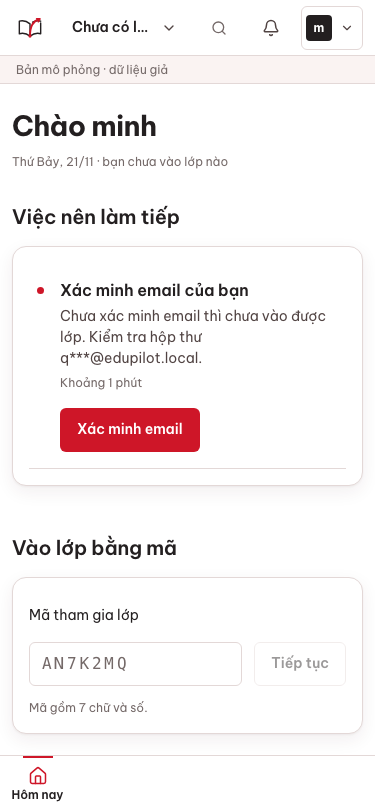 Chưa có l...
m
Bản mô phỏng · dữ liệu giả
Chào minh
Thứ Bảy, 21/11 · bạn chưa vào lớp nào
Việc nên làm tiếp
Xác minh email của bạn
Chưa xác minh email thì chưa vào được
lớp. Kiểm tra hộp thư
q***@edupilot.local.
Khoảng 1 phút
Xác minh email
Vào lớp bằng mã
Mã tham gia lớp
AN7K2MQ
Tiếp tục
Mã gồm 7 chữ và số.
Hôm nay